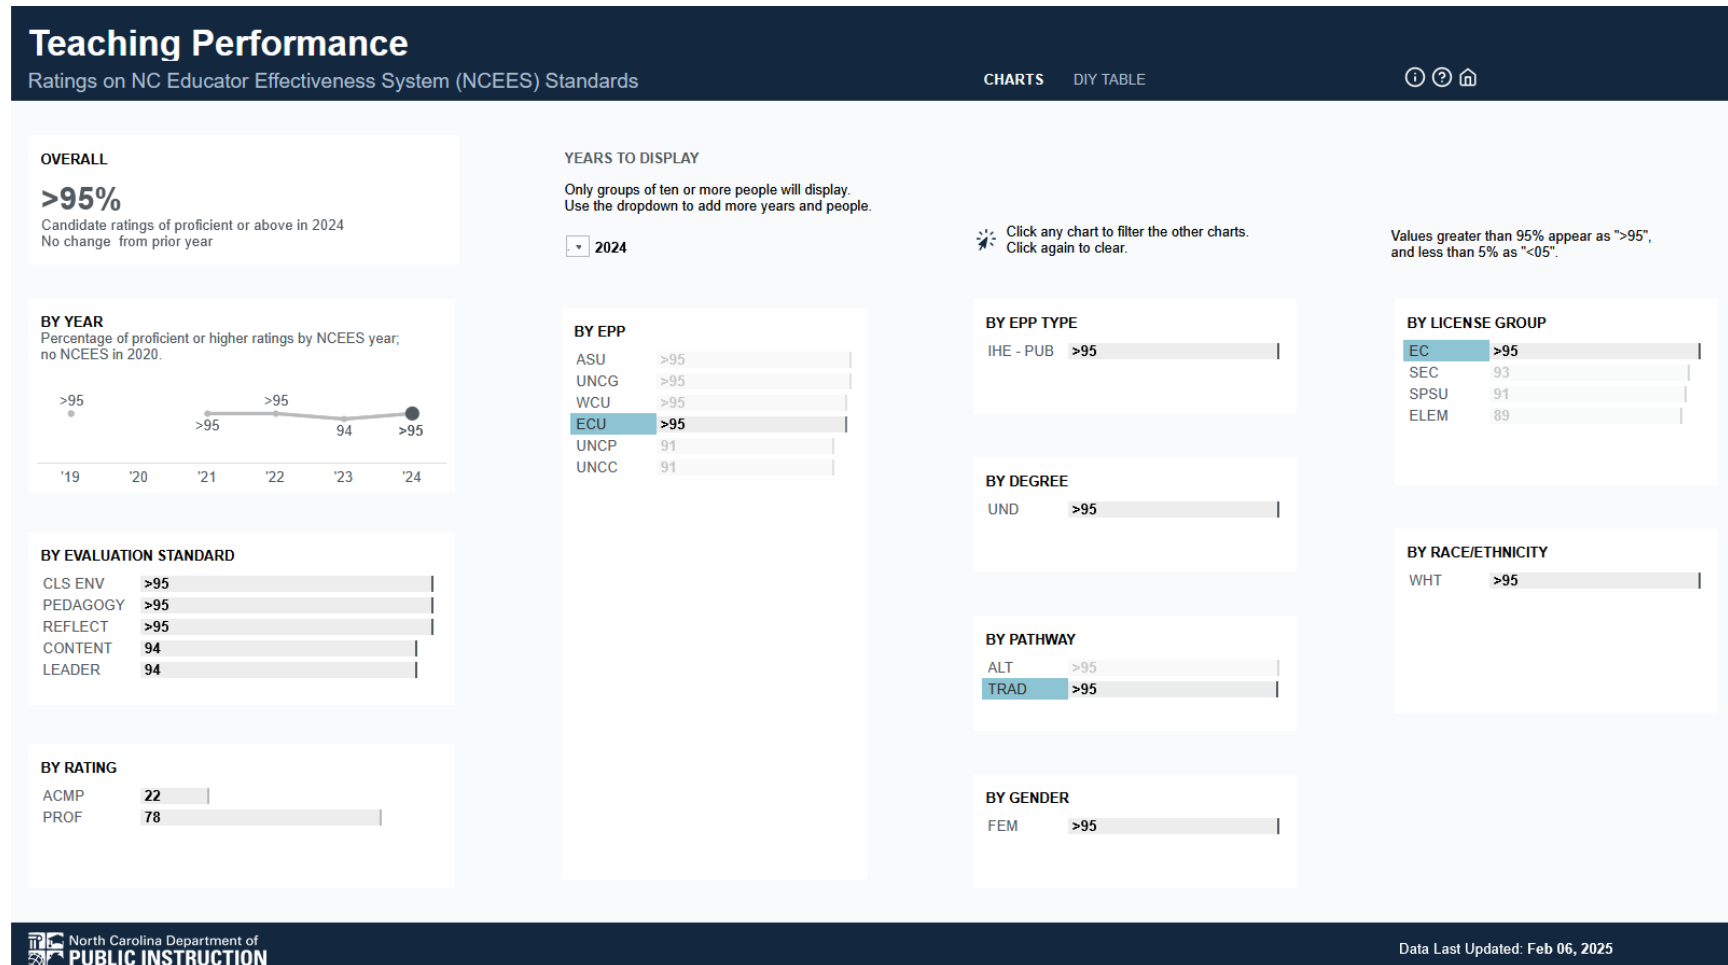 Teaching Performance
Ratings on NC Educator Effectiveness System (NCEES) Standards
CHARTS DIY TABLE
OVERALL
>95%
Candidate ratings of proficient or above in 2024
No change from prior year
YEARS TO DISPLAY
Only groups of ten or more people will display.
Use the dropdown to add more years and people.
2024
Click any chart to filter the other charts.
Click again to clear.
Values greater than 95% appear as ">95",
and less than 5% as "<05".
BY YEAR
Percentage of proficient or higher ratings by NCEES year;
no NCEES in 2020.
>95 >95 >95 94 >95
'19 '20 '21 '22 '23 '24
BY EVALUATION STANDARD
CLS ENV >95
PEDAGOGY >95
REFLECT >95
CONTENT 94
LEADER 94
BY RATING
ACMP 22
PROF 78
BY EPP
ASU >95
UNCG >95
WCU >95
ECU >95
UNCP 91
UNCC 91
BY EPP TYPE
IHE - PUB >95
BY DEGREE
UND >95
BY PATHWAY
ALT >95
TRAD >95
BY GENDER
FEM >95
BY LICENSE GROUP
EC >95
SEC 93
SPSU 91
ELEM 89
BY RACE/ETHNICITY
WHT >95
North Carolina Department of
PUBLIC INSTRUCTION
Data Last Updated: Feb 06, 2025